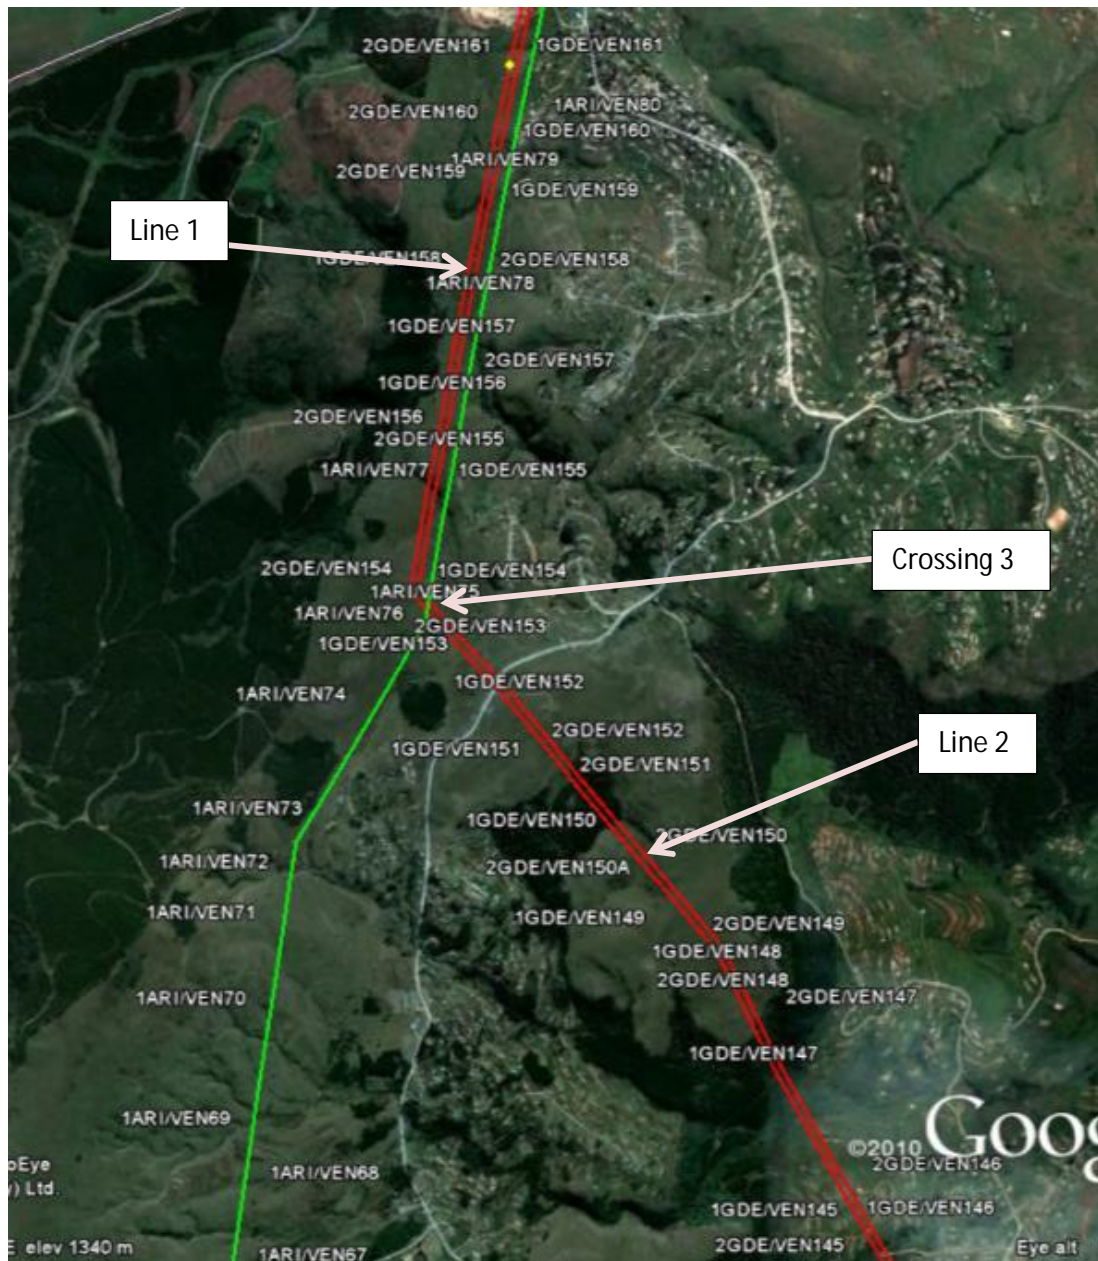 2GDE/VEN161
1GDE/VEN161
1ARI/VEN80
2GDE/VEN160
1GDE/VEN160
1ARI/VEN79
2GDE/VEN159
1GDE/VEN159
Line 1
1GDE/VEN158
2GDE/VEN158
1ARI/VEN78
1GDE/VEN157
2GDE/VEN157
1GDE/VEN156
2GDE/VEN156
2GDE/VEN155
1ARI/VEN77
1GDE/VEN155
Crossing 3
2GDE/VEN154
1GDE/VEN154
1ARI/VEN75
1ARI/VEN76
2GDE/VEN153
1GDE/VEN153
1GDE/VEN152
1ARI/VEN74
2GDE/VEN152
Line 2
1GDE/VEN151
2GDE/VEN151
1ARI/VEN73
1GDE/VEN150
2GDE/VEN150
1ARI/VEN72
2GDE/VEN150A
1ARI/VEN71
1GDE/VEN149
2GDE/VEN149
1GDE/VEN148
2GDE/VEN148
1ARI/VEN70
2GDE/VEN147
1GDE/VEN147
1ARI/VEN69
©2010 Goog
oEye
2GDE/VEN146
1ARI/VEN68
y) Ltd.
1GDE/VEN145
1GDE/VEN146
2GDE/VEN145
E elev 1340 m
1ARI/VEN67
Eye alt